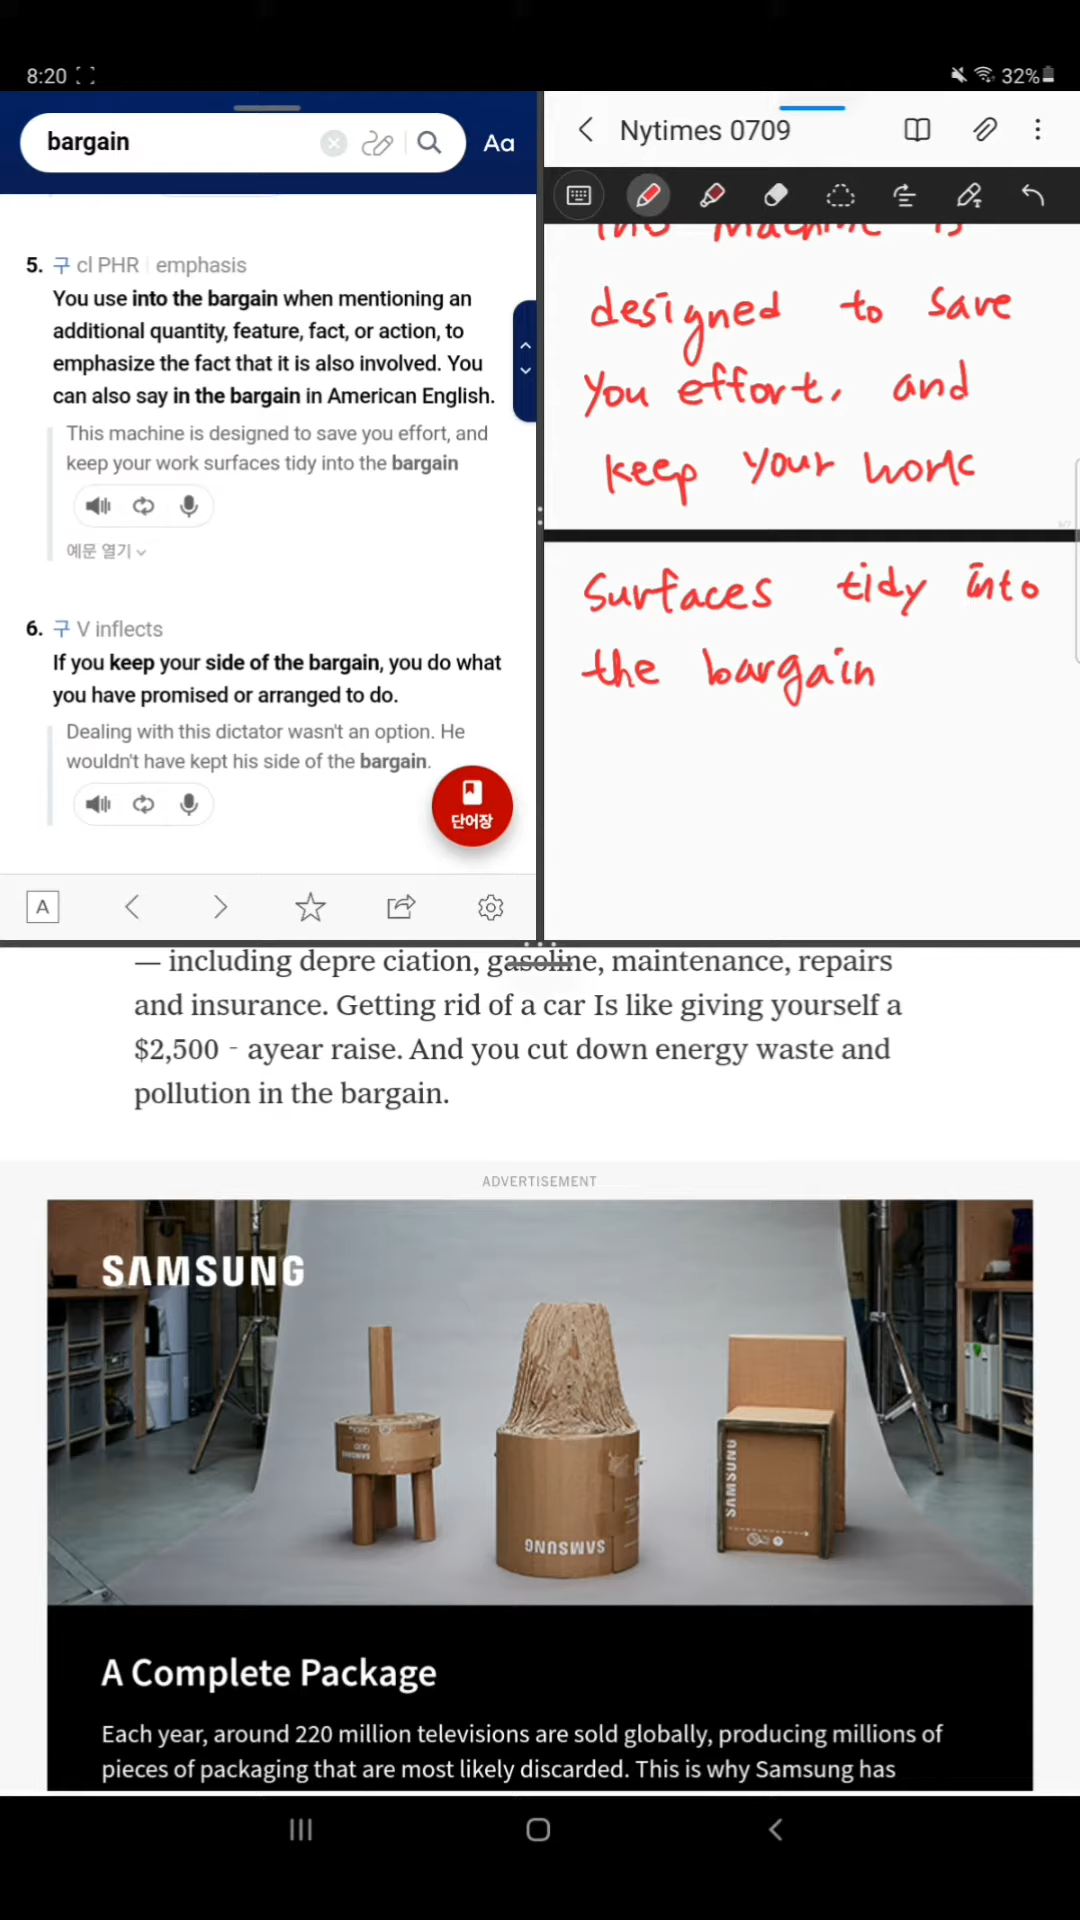 8:20
32%
bargain
Aa
5. 구 cl PHR emphasis
You use into the bargain when mentioning an
additional quantity, feature, fact, or action, to
emphasize the fact that it is also involved. You
can also say in the bargain in American English.
This machine is designed to save you effort, and
keep your work surfaces tidy into the bargain
예문 열기
6. 구 V inflects
If you keep your side of the bargain, you do what
you have promised or arranged to do.
Dealing with this dictator wasn't an option. He
wouldn't have kept his side of the bargain.
단어장
A
Nytimes 0709
machine is
designed to save
you effort, and
keep your work
surfaces tidy into
the bargain
— including depre ciation, gasoline, maintenance, repairs
and insurance. Getting rid of a car Is like giving yourself a
$2,500 - ayear raise. And you cut down energy waste and
pollution in the bargain.
ADVERTISEMENT
SAMSUNG
SAMSUNG
SAMSUNG
A Complete Package
Each year, around 220 million televisions are sold globally, producing millions of
pieces of packaging that are most likely discarded. This is why Samsung has